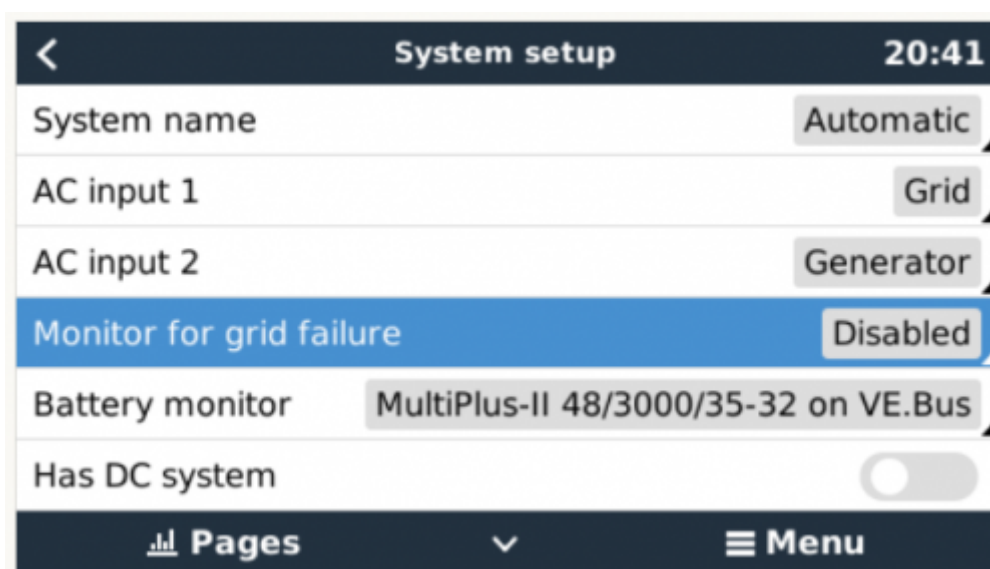 System setup 20:41
System name Automatic
AC input 1 Grid
AC input 2 Generator
Monitor for grid failure Disabled
Battery monitor MultiPlus-II 48/3000/35-32 on VE.Bus
Has DC system
Pages Menu